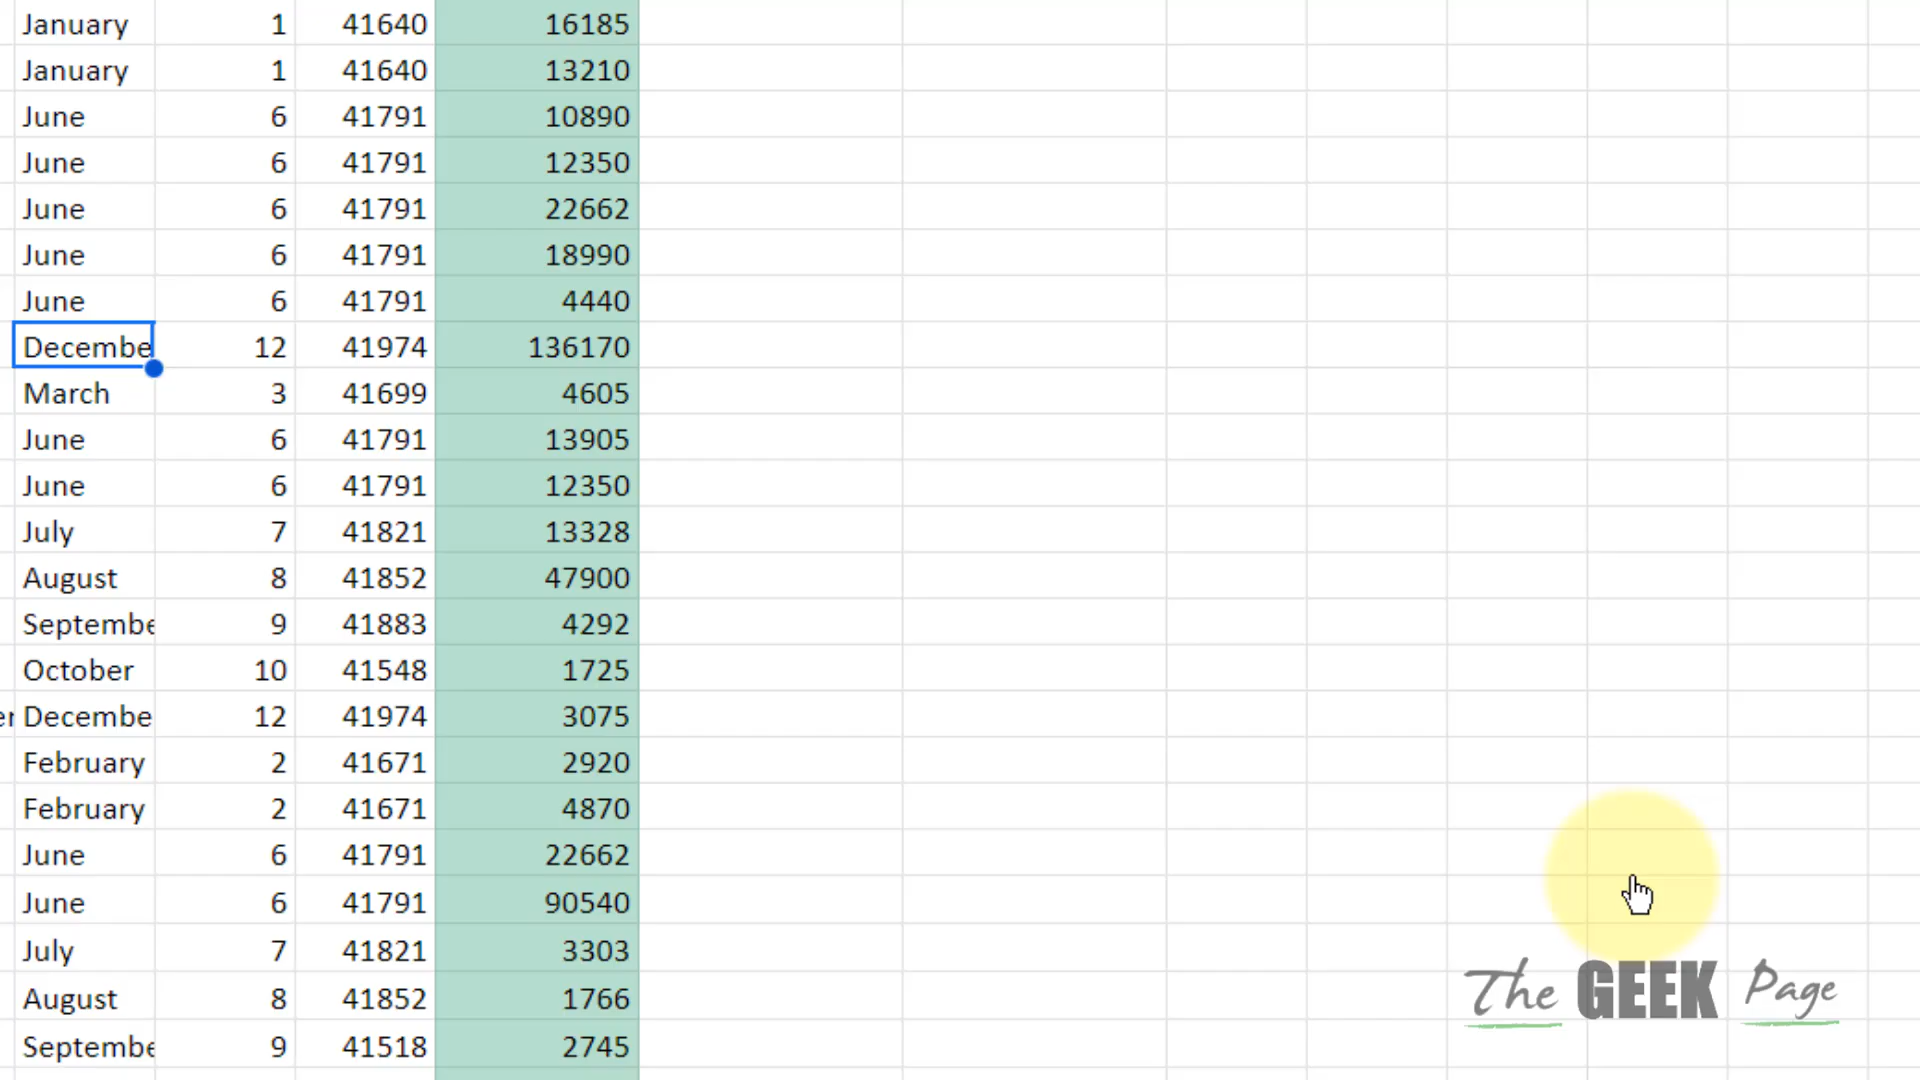 January 1 41640 16185
January 1 41640 13210
June 6 41791 10890
June 6 41791 12350
June 6 41791 22662
June 6 41791 18990
June 6 41791 4440
Decembe 12 41974 136170
March 3 41699 4605
June 6 41791 13905
June 6 41791 12350
July 7 41821 13328
August 8 41852 47900
Septembe 9 41883 4292
October 10 41548 1725
er Decembe 12 41974 3075
February 2 41671 2920
February 2 41671 4870
June 6 41791 22662
June 6 41791 90540
July 7 41821 3303
August 8 41852 1766
Septembe 9 41518 2745
The GEEK Page